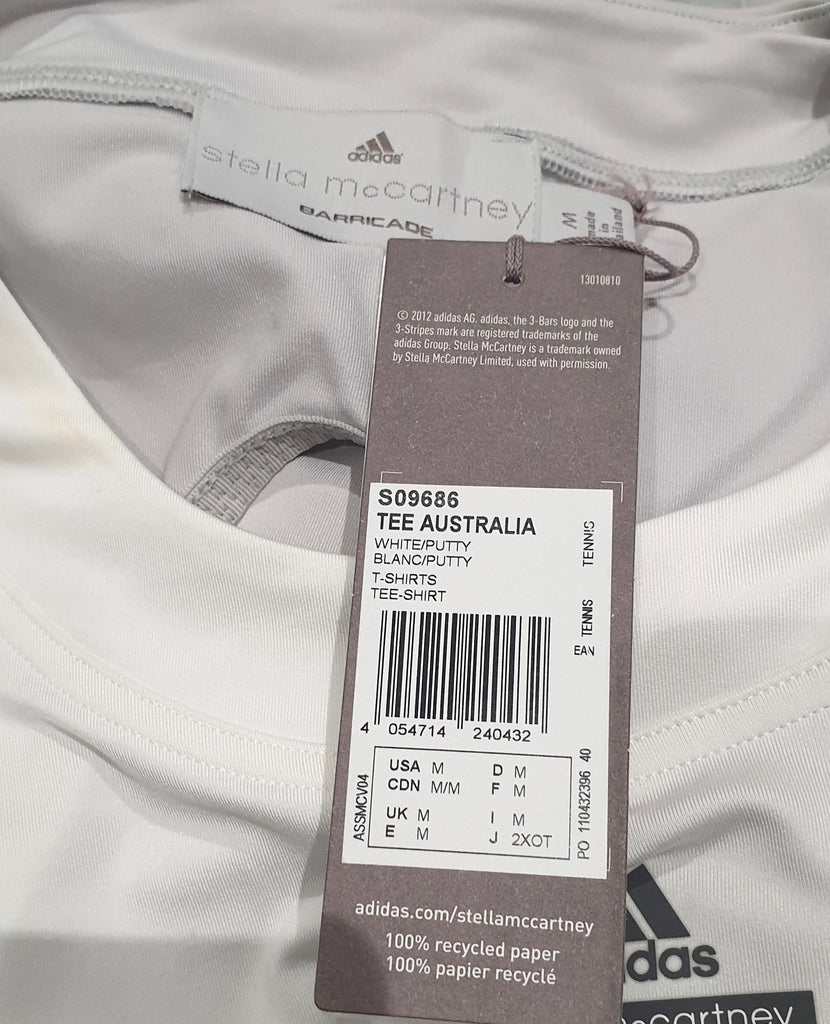 adidas
stella mccartney
BARRICADE
M
made
in
13010810
© 2012 adidas AG. adidas, the 3-Bars logo and the
3-Stripes mark are registered trademarks of the
adidas Group. Stella McCartney is a trademark owned
by Stella McCartney Limited, used with permission.
S09686
TEE AUSTRALIA
WHITE/PUTTY
BLANC/PUTTY
T-SHIRTS
TEE-SHIRT
TENNIS
TENNIS
EAN
4 054714 240432
USA M D M
CDN M/M F M
UK M I M
E M J 2XOT
ASSMCV04
PO 110432396 40
adidas.com/stellamccartney
100% recycled paper
100% papier recyclé
das
cartney